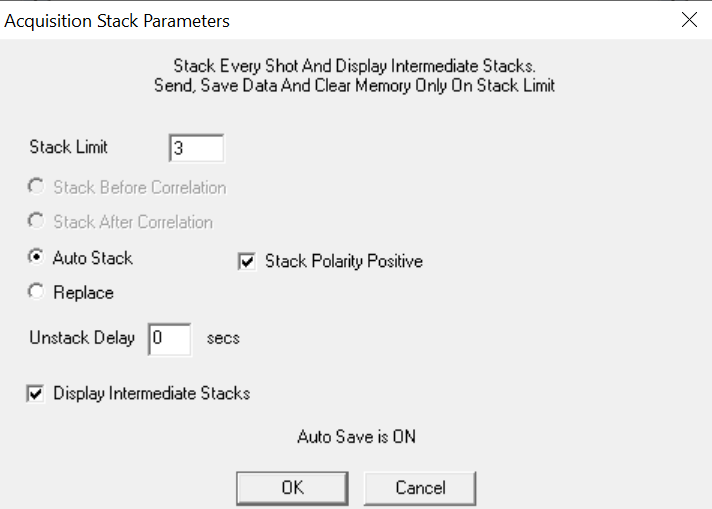 Acquisition Stack Parameters
Stack Every Shot And Display Intermediate Stacks.
Send, Save Data And Clear Memory Only On Stack Limit
Stack Limit 3
Stack Before Correlation
Stack After Correlation
Auto Stack Stack Polarity Positive
Replace
Unstack Delay 0 secs
Display Intermediate Stacks
Auto Save is ON
OK Cancel